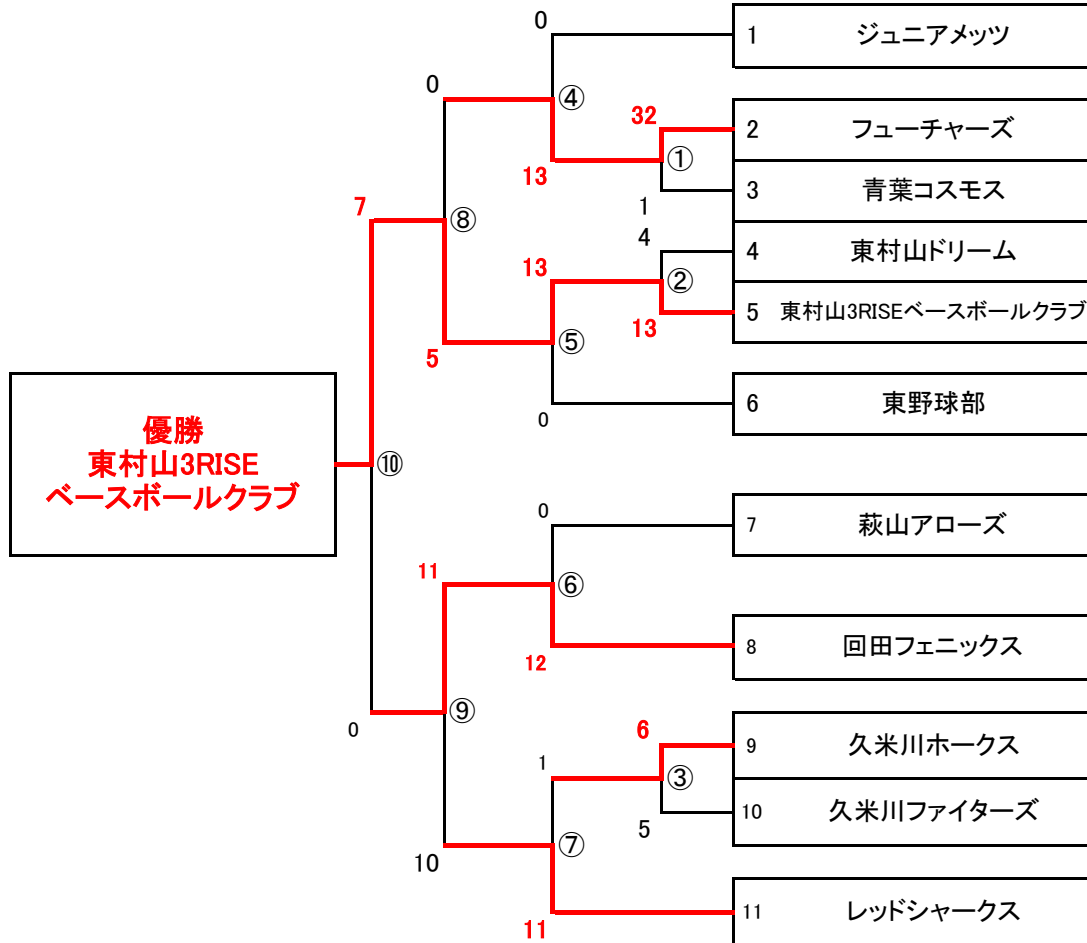 0
1 ジュニアメッツ
0
④
32
2 フューチャーズ
①
13
3 青葉コスモス
1
7
⑧
4
4 東村山ドリーム
13
②
5 東村山3RISEベースボールクラブ
13
5
⑤
6 東野球部
0
優勝
東村山3RISE
ベースボールクラブ
⑩
0
7 萩山アローズ
11
⑥
12
8 回田フェニックス
⑨
0
6
9 久米川ホークス
1
③
10 久米川ファイターズ
5
10
⑦
11
11 レッドシャークス